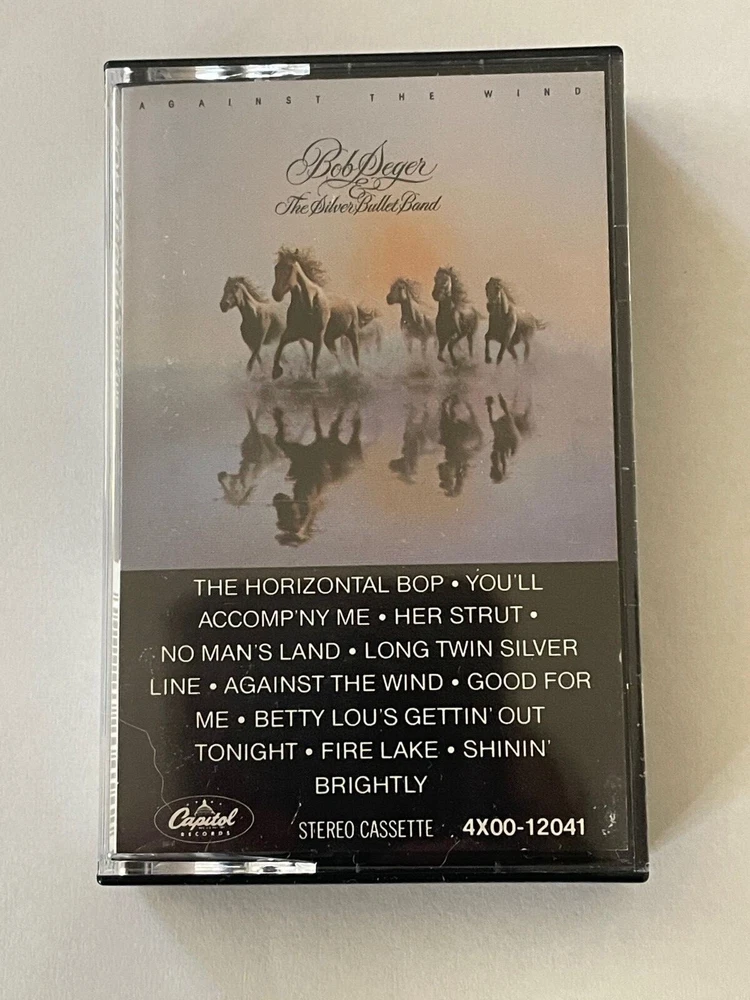 AGAINST THE WIND
Bob Seger
&
The Silver Bullet Band
THE HORIZONTAL BOP • YOU'LL
ACCOMP'NY ME • HER STRUT •
NO MAN'S LAND • LONG TWIN SILVER
LINE • AGAINST THE WIND • GOOD FOR
ME • BETTY LOU'S GETTIN' OUT
TONIGHT • FIRE LAKE • SHININ'
BRIGHTLY
Capitol
RECORDS
STEREO CASSETTE 4X00-12041